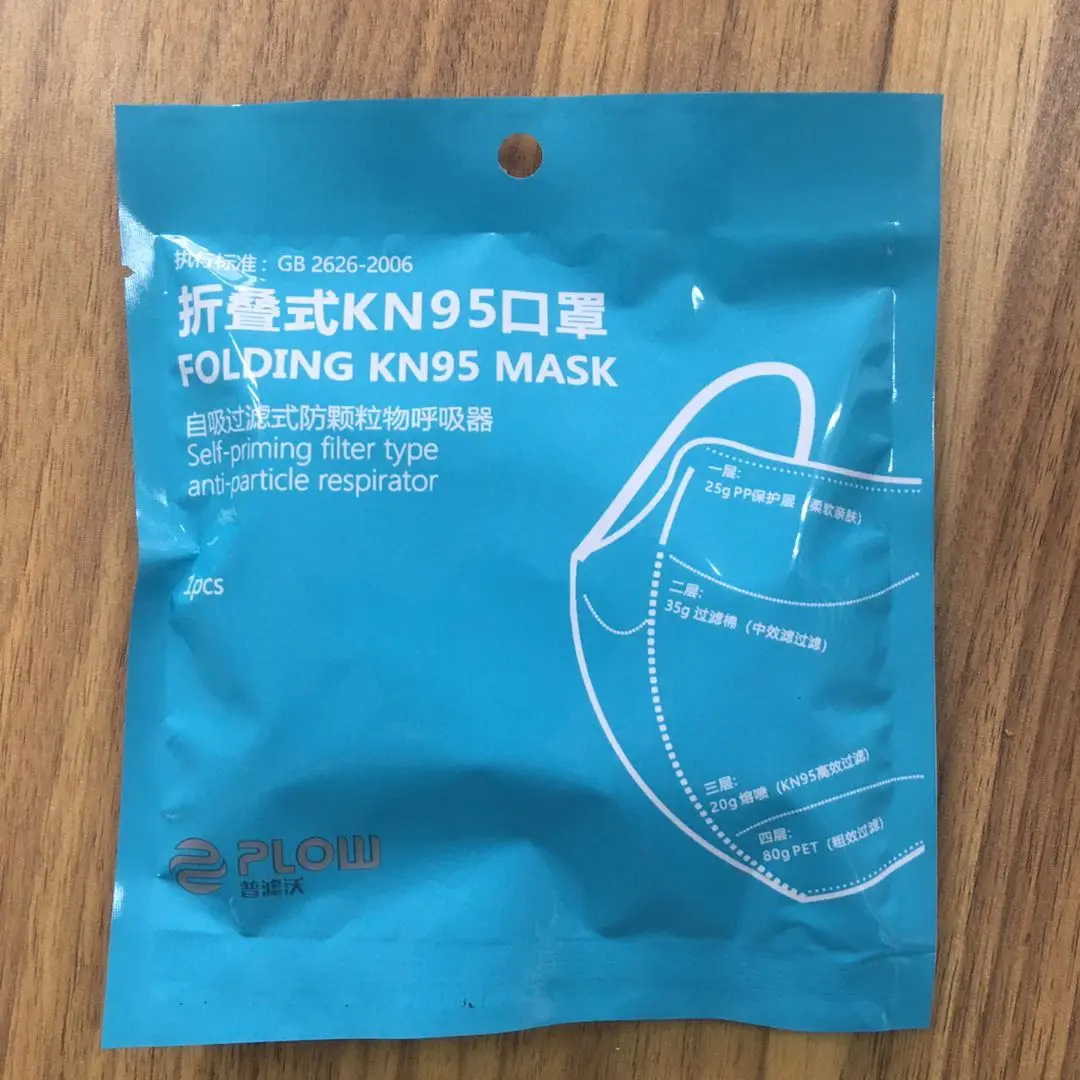 执行标准：GB 2626-2006
折叠式KN95口罩
FOLDING KN95 MASK
自吸过滤式防颗粒物呼吸器
Self-priming filter type
anti-particle respirator
1pcs
一层:
25g PP保护层（柔软亲肤）
二层:
35g 过滤棉（中效滤过滤）
三层:
20g 熔喷（KN95高效过滤）
四层:
80g PET（粗效过滤）
PLOW
普滤沃